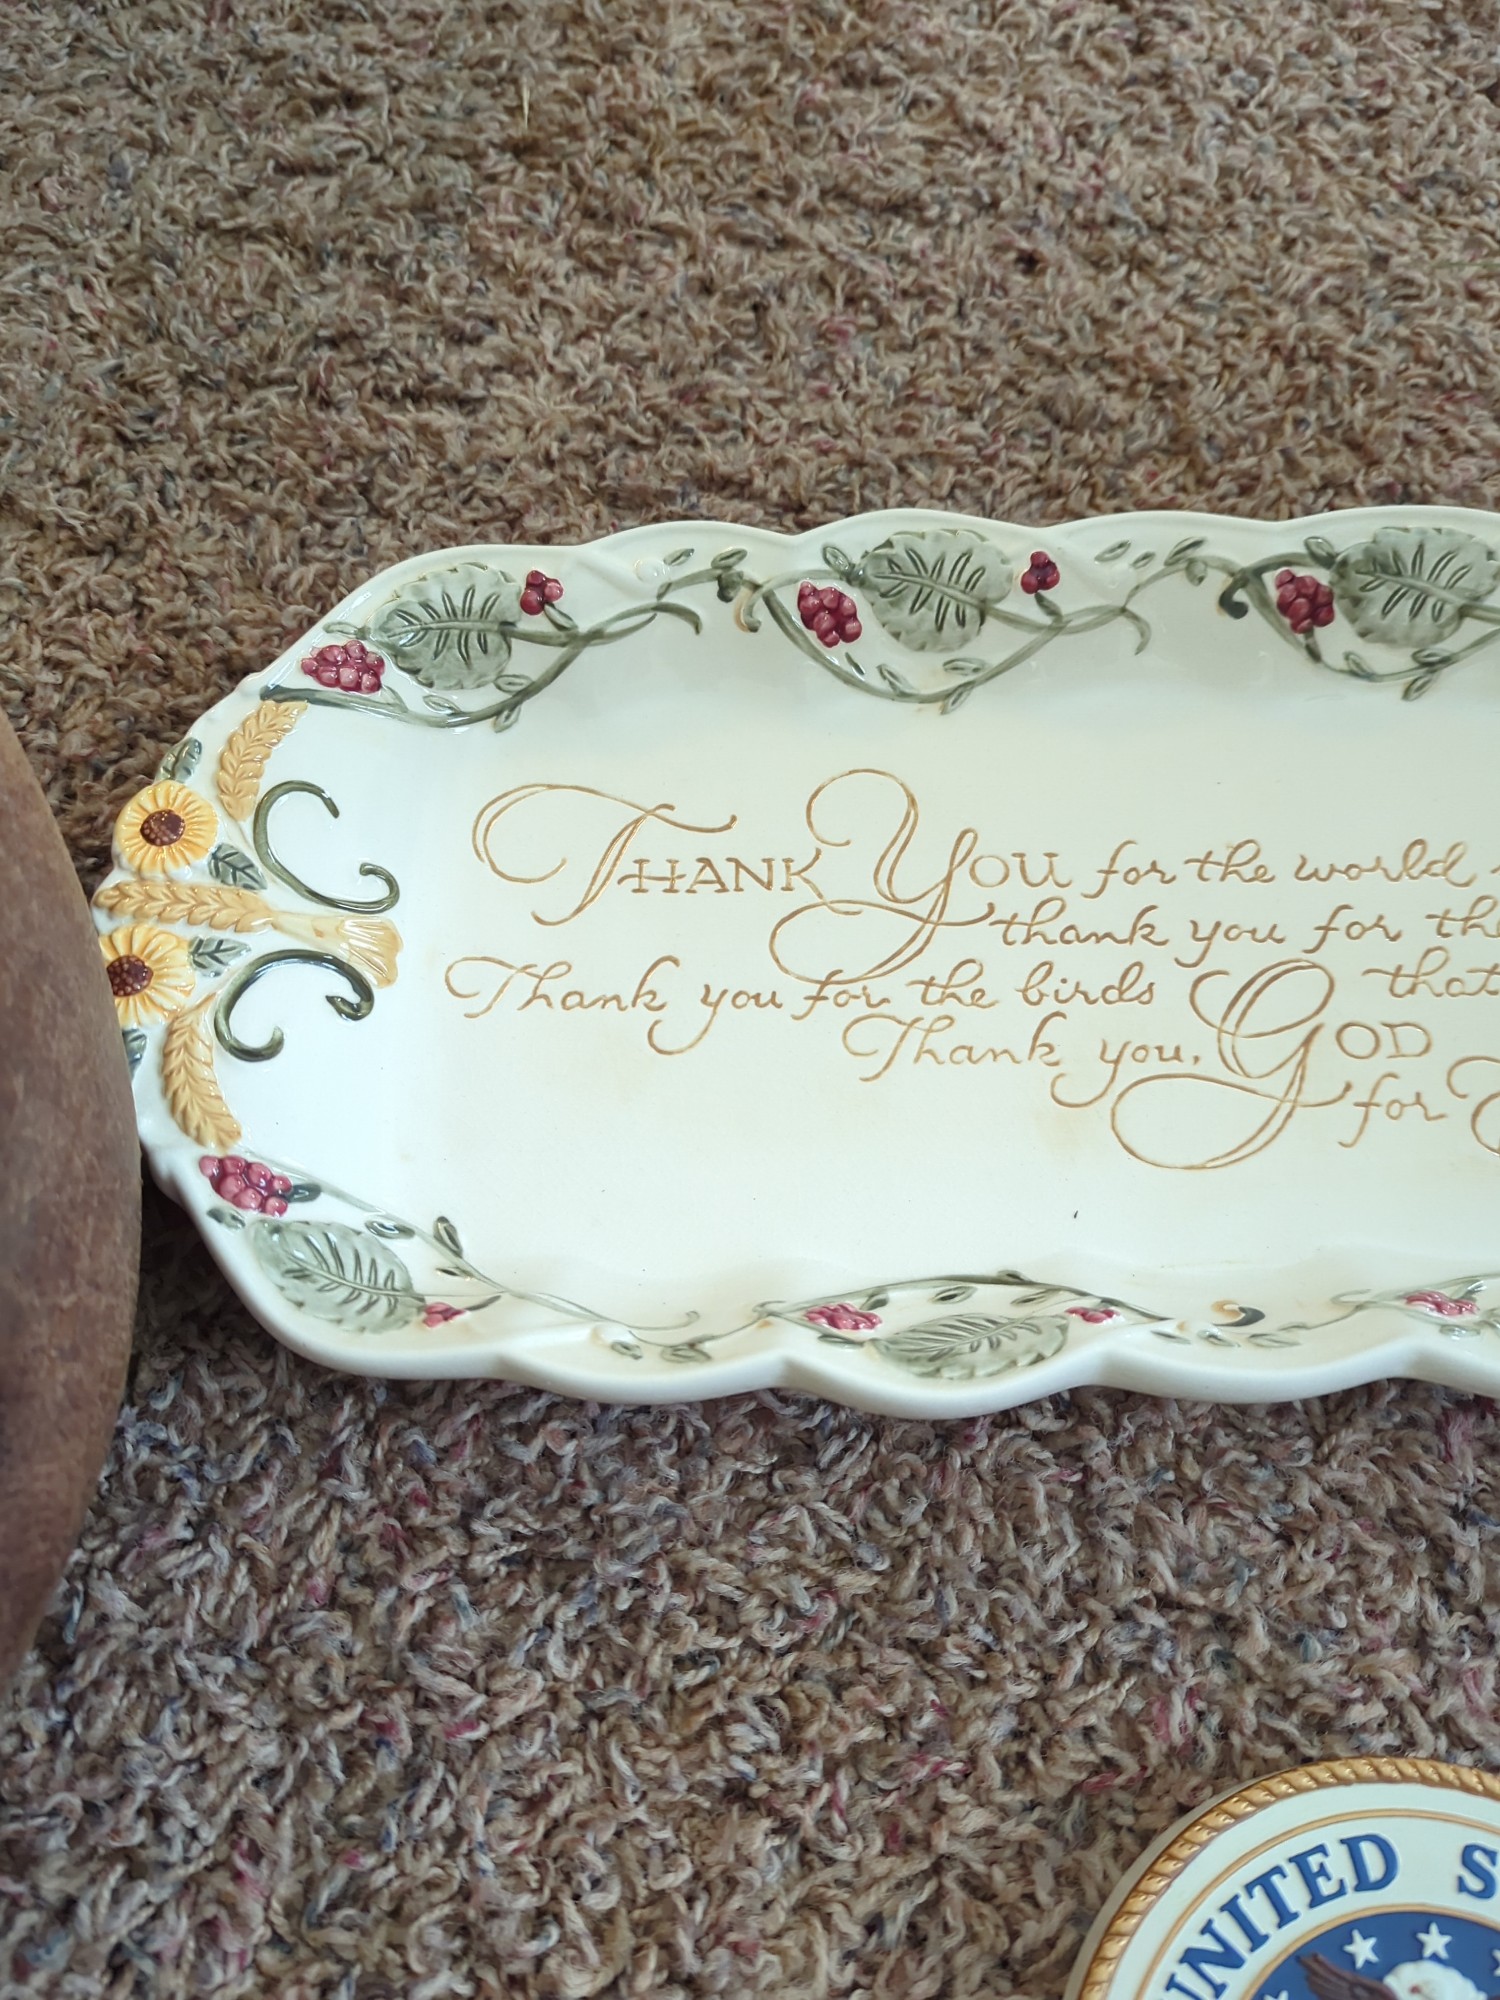 THANK YOU for the world
thank you for the
Thank you for the birds that
Thank you, GOD
for
UNITED